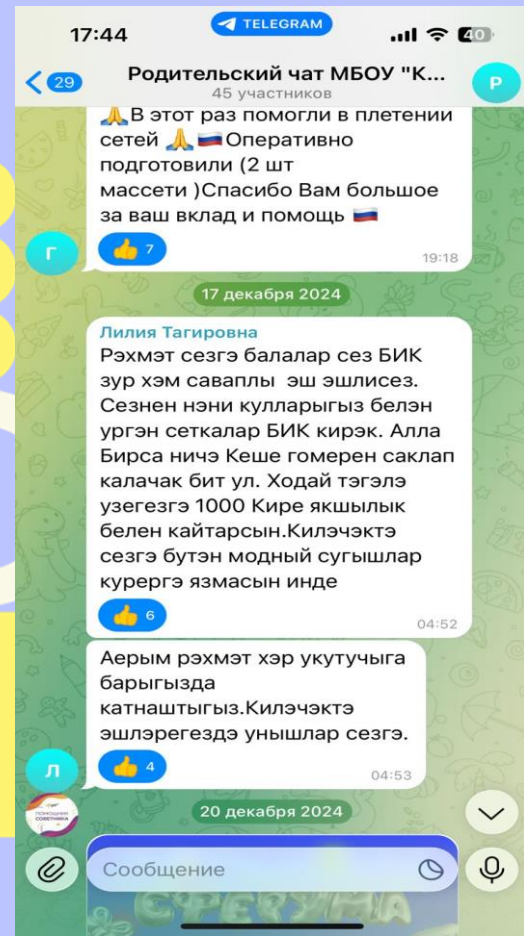 17:44
TELEGRAM
40
29
Родительский чат МБОУ "К...
45 участников
Р
🙏В этот раз помогли в плетении
сетей 🙏🇷🇺Оперативно
подготовили (2 шт
массети )Спасибо Вам большое
за ваш вклад и помощь 🇷🇺
Г
👍 7
19:18
17 декабря 2024
Лилия Тагировна
Рэхмэт сезгэ балалар сез БИК
зур хэм саваплы эш эшлисез.
Сезнен нэни кулларыгыз белэн
ургэн сеткалар БИК кирэк. Алла
Бирса ничэ Кеше гомерен саклап
калачак бит ул. Ходай тэгэлэ
узегезгэ 1000 Кире якшылык
белен кайтарсын.Килэчэктэ
сезгэ бутэн модный сугышлар
курергэ язмасын инде
👍 6
04:52
Аерым рэхмэт хэр укутучыга
барыгызда
катнаштыгыз.Килэчэктэ
эшлэрегездэ унышлар сезгэ.
Л
👍 4
04:53
ПОМОЩНИК
СОВЕТНИКА
20 декабря 2024
Сообщение